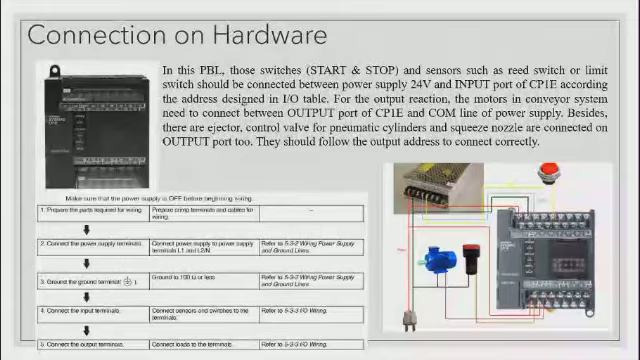 Connection on Hardware
In this PBL, those switches (START & STOP) and sensors such as reed switch or limit
switch should be connected between power supply 24V and INPUT port of CP1E according
the address designed in I/O table. For the output reaction, the motors in conveyor system
need to connect between OUTPUT port of CP1E and COM line of power supply. Besides,
there are ejector, control valve for pneumatic cylinders and squeeze nozzle are connected on
OUTPUT port too. They should follow the output address to connect correctly.
Make sure that the power supply is OFF before beginning wiring.
1. Prepare the parts required for wiring. Prepare crimp terminals and cables for wiring. –
2. Connect the power supply terminals. Connect power supply to power supply terminals L1 and L2/N. Refer to 5-3-2 Wiring Power Supply and Ground Lines.
3. Ground the ground terminal ( ). Ground to 100 Ω or less Refer to 5-3-2 Wiring Power Supply and Ground Lines.
4. Connect the input terminals. Connect sensors and switches to the terminals. Refer to 5-3-3 I/O Wiring.
5. Connect the output terminals. Connect loads to the terminals. Refer to 5-3-3 I/O Wiring.